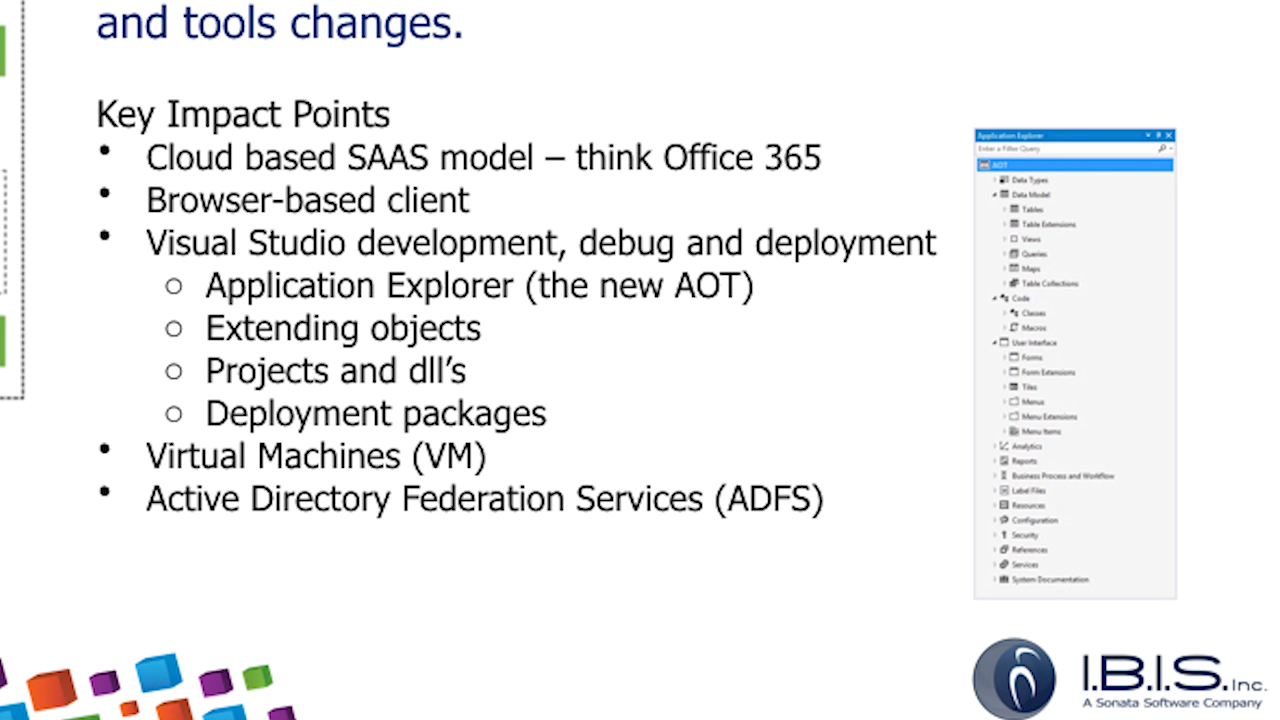 and tools changes.
Key Impact Points
• Cloud based SAAS model – think Office 365
• Browser-based client
• Visual Studio development, debug and deployment
○ Application Explorer (the new AOT)
○ Extending objects
○ Projects and dll’s
○ Deployment packages
• Virtual Machines (VM)
• Active Directory Federation Services (ADFS)
Application Explorer
Enter a Filter Query
AOT
Data Types
Data Model
Tables
Table Extensions
Views
Queries
Maps
Table Collections
Code
Classes
Macros
User Interface
Forms
Form Extensions
Tiles
Menus
Menu Extensions
Menu Items
Analytics
Reports
Business Process and Workflow
Label Files
Resources
Configuration
Security
References
Services
System Documentation
I.B.I.S. Inc.
A Sonata Software Company